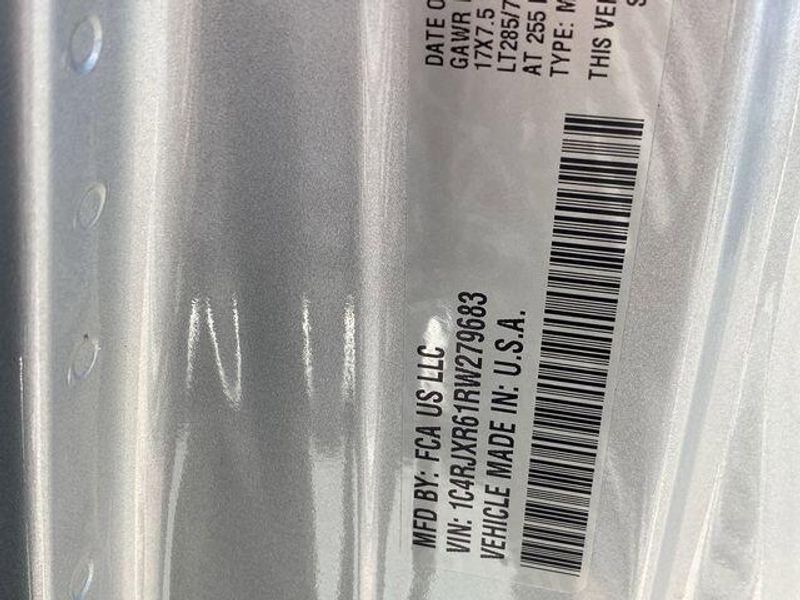 DATE O
GAWR
17X7.5
LT285/7
AT 255
TYPE: M
THIS VE
MFD BY: FCA US LLC
VIN: 1C4RJXR61RW279683
VEHICLE MADE IN: U.S.A.